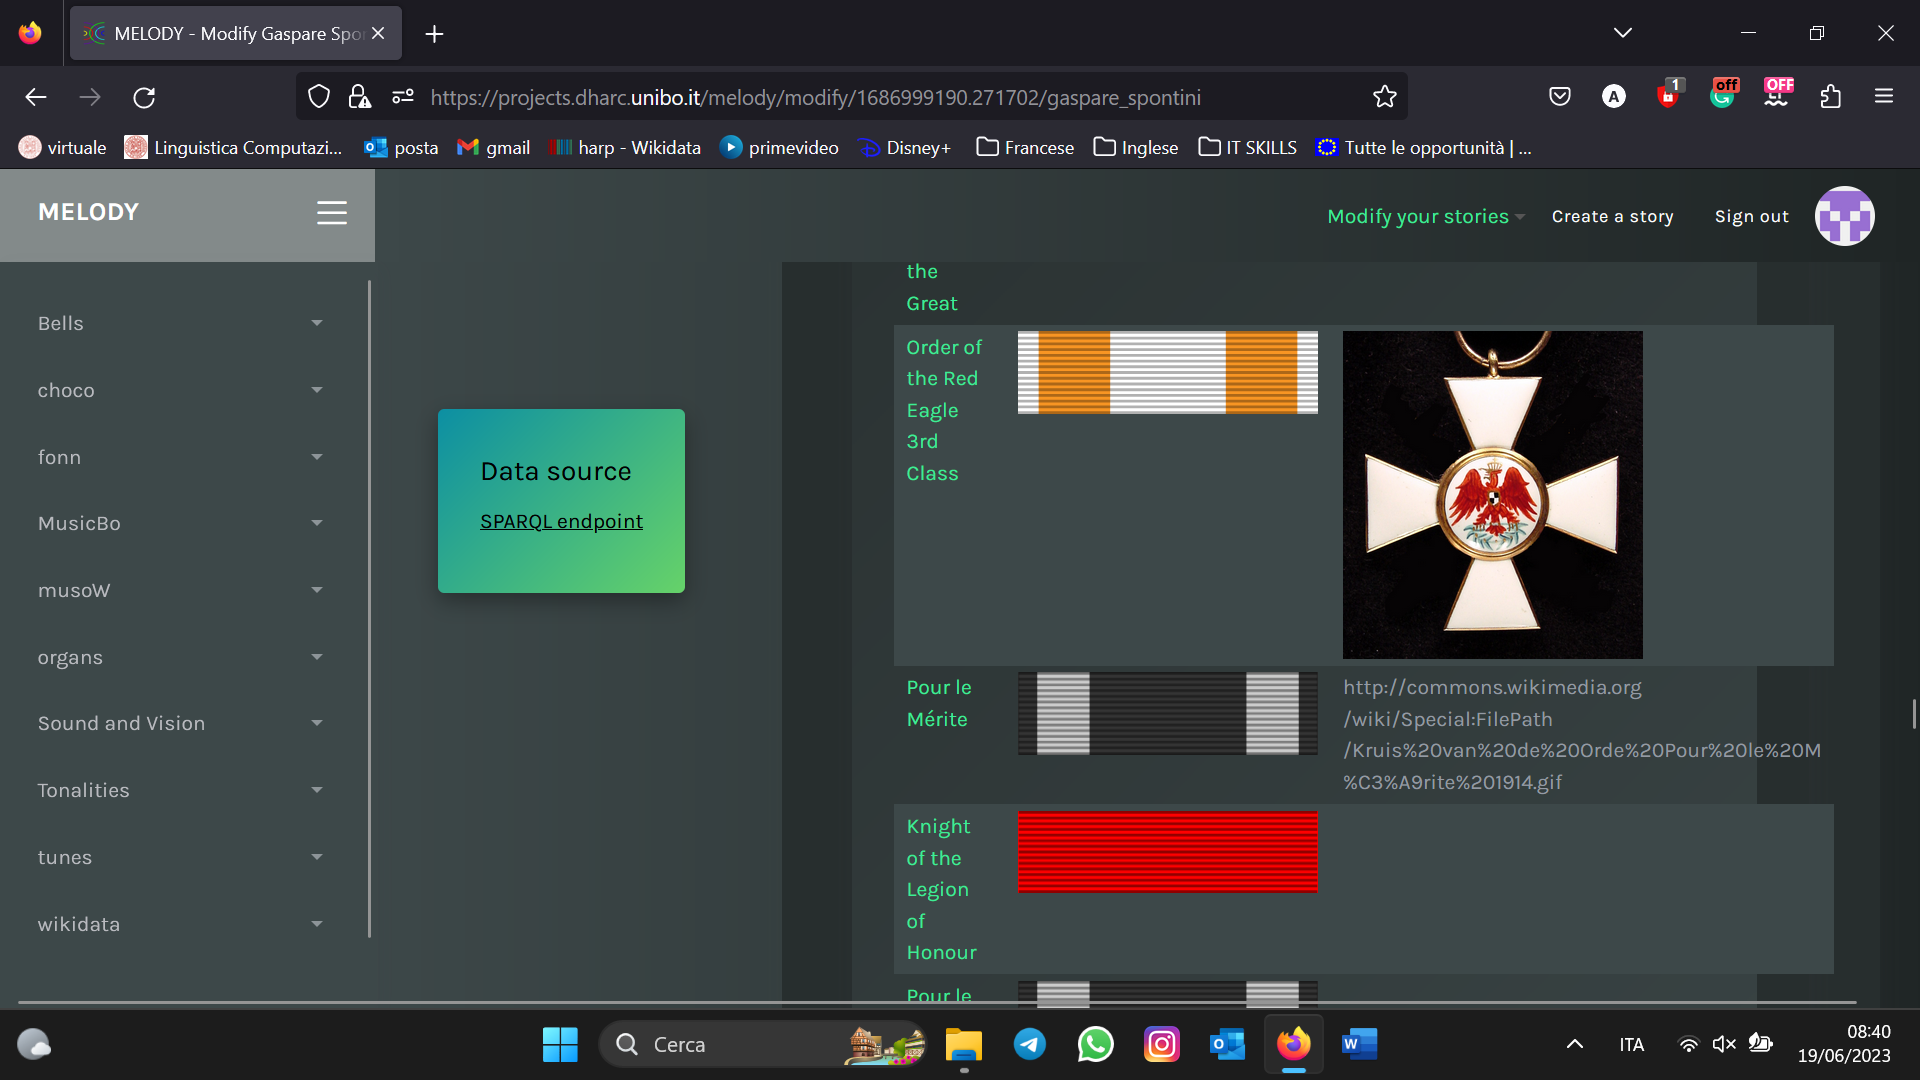 MELODY - Modify Gaspare Spo
https://projects.dharc.unibo.it/melody/modify/1686999190.271702/gaspare_spontini
A
1
off
OFF
virtuale
Linguistica Computazi...
posta
gmail
harp - Wikidata
primevideo
Disney+
Francese
Inglese
IT SKILLS
Tutte le opportunità | ...
MELODY
Modify your stories
Create a story
Sign out
Bells
choco
fonn
MusicBo
musoW
organs
Sound and Vision
Tonalities
tunes
wikidata
Data source
SPARQL endpoint
the
Great
Order of
the Red
Eagle
3rd
Class
Pour le
Mérite
http://commons.wikimedia.org
/wiki/Special:FilePath
/Kruis%20van%20de%20Orde%20Pour%20le%20M
%C3%A9rite%201914.gif
Knight
of the
Legion
of
Honour
Pour le
Cerca
ITA
08:40
19/06/2023